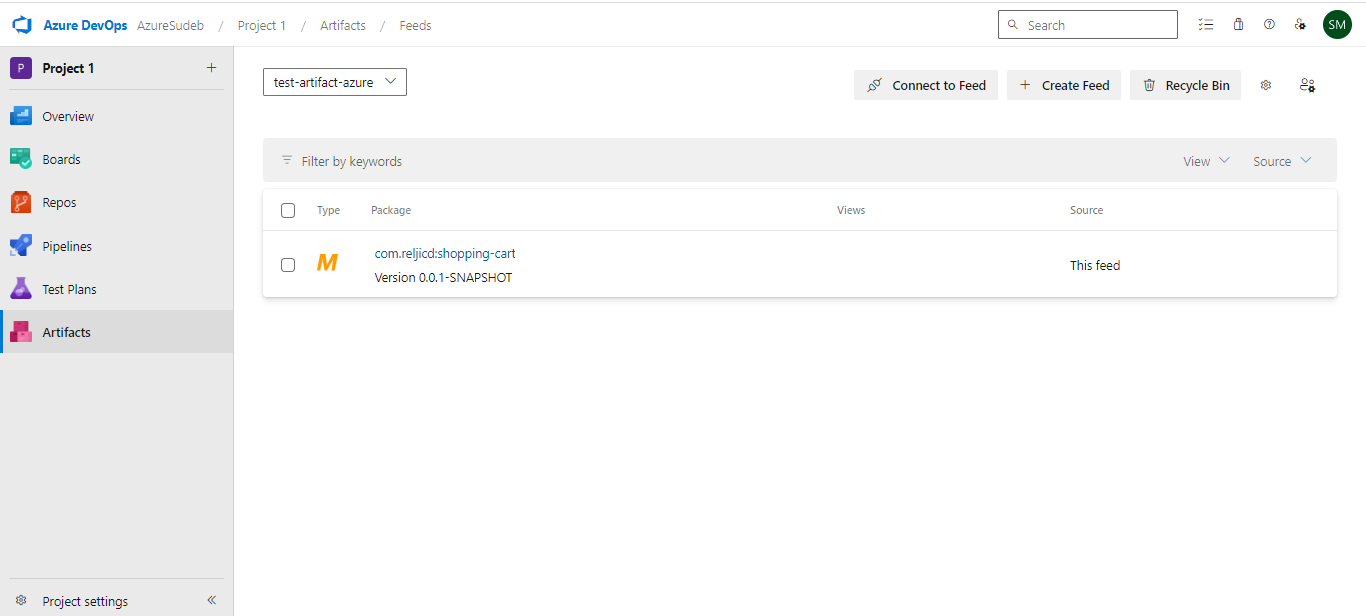 Azure DevOps AzureSudeb / Project 1 / Artifacts / Feeds Search SM
P Project 1 +
test-artifact-azure Connect to Feed + Create Feed Recycle Bin
Overview
Boards
Repos
Pipelines
Test Plans
Artifacts
Filter by keywords View Source
Type Package Views Source
M com.reljicd:shopping-cart
Version 0.0.1-SNAPSHOT
This feed
Project settings